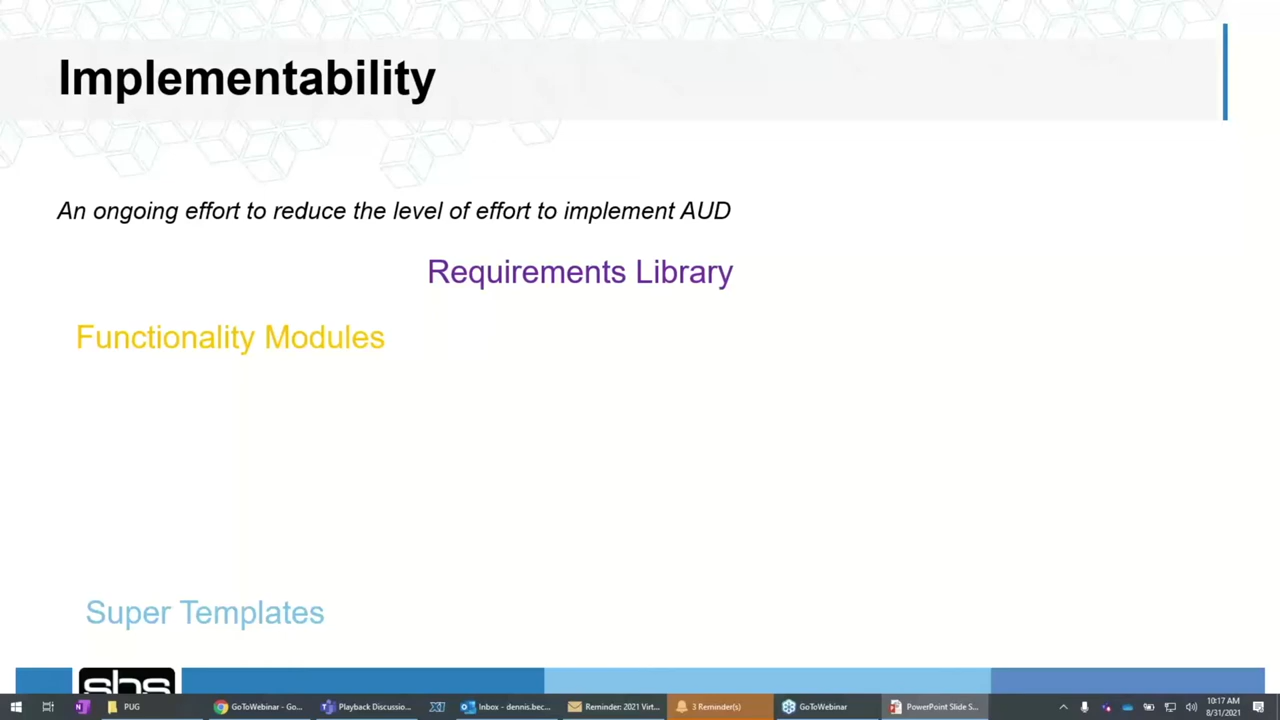 Implementability
An ongoing effort to reduce the level of effort to implement AUD
Requirements Library
Functionality Modules
Super Templates
sbs
PUG
GoToWebinar - Go...
Playback Discussio...
Inbox - dennis.bec...
Reminder: 2021 Virt...
3 Reminder(s)
GoToWebinar
PowerPoint Slide S...
10:17 AM
8/31/2021